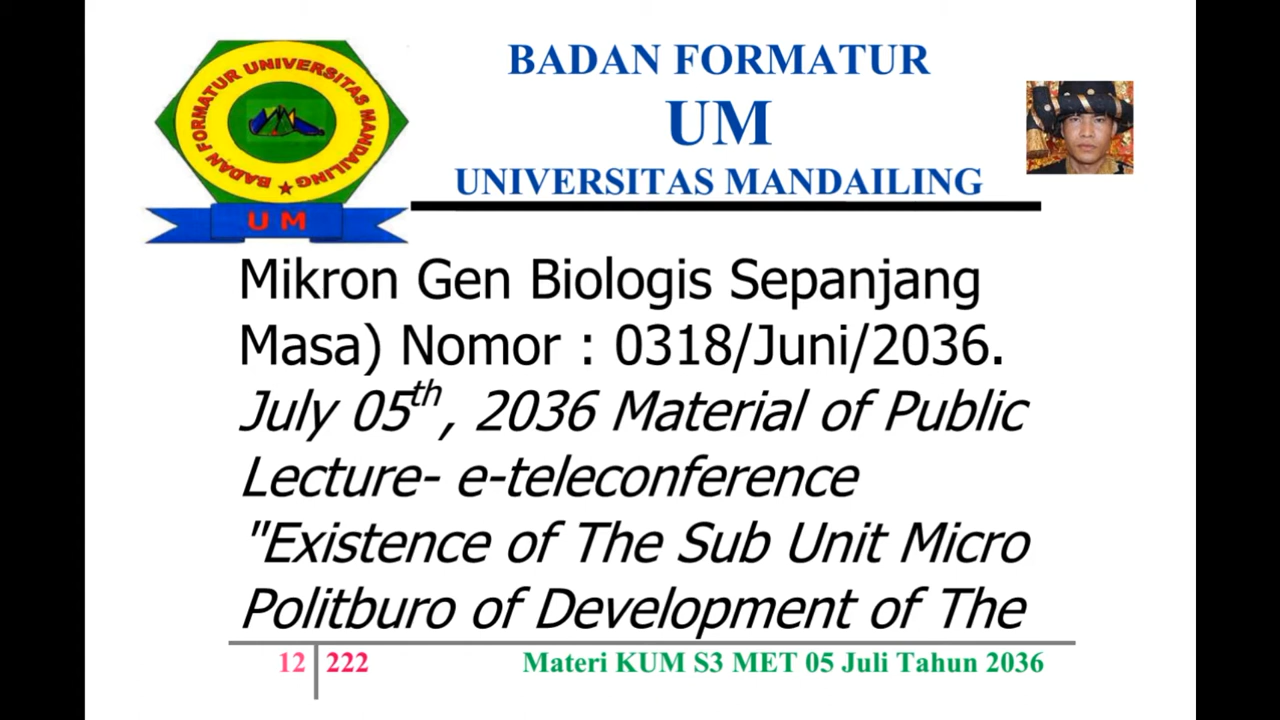 BADAN FORMATUR UNIVERSITAS MANDAILING
BADAN
UM
BADAN FORMATUR
UM
UNIVERSITAS MANDAILING
Mikron Gen Biologis Sepanjang
Masa) Nomor : 0318/Juni/2036.
July 05th, 2036 Material of Public
Lecture- e-teleconference
"Existence of The Sub Unit Micro
Politburo of Development of The
12 222 Materi KUM S3 MET 05 Juli Tahun 2036